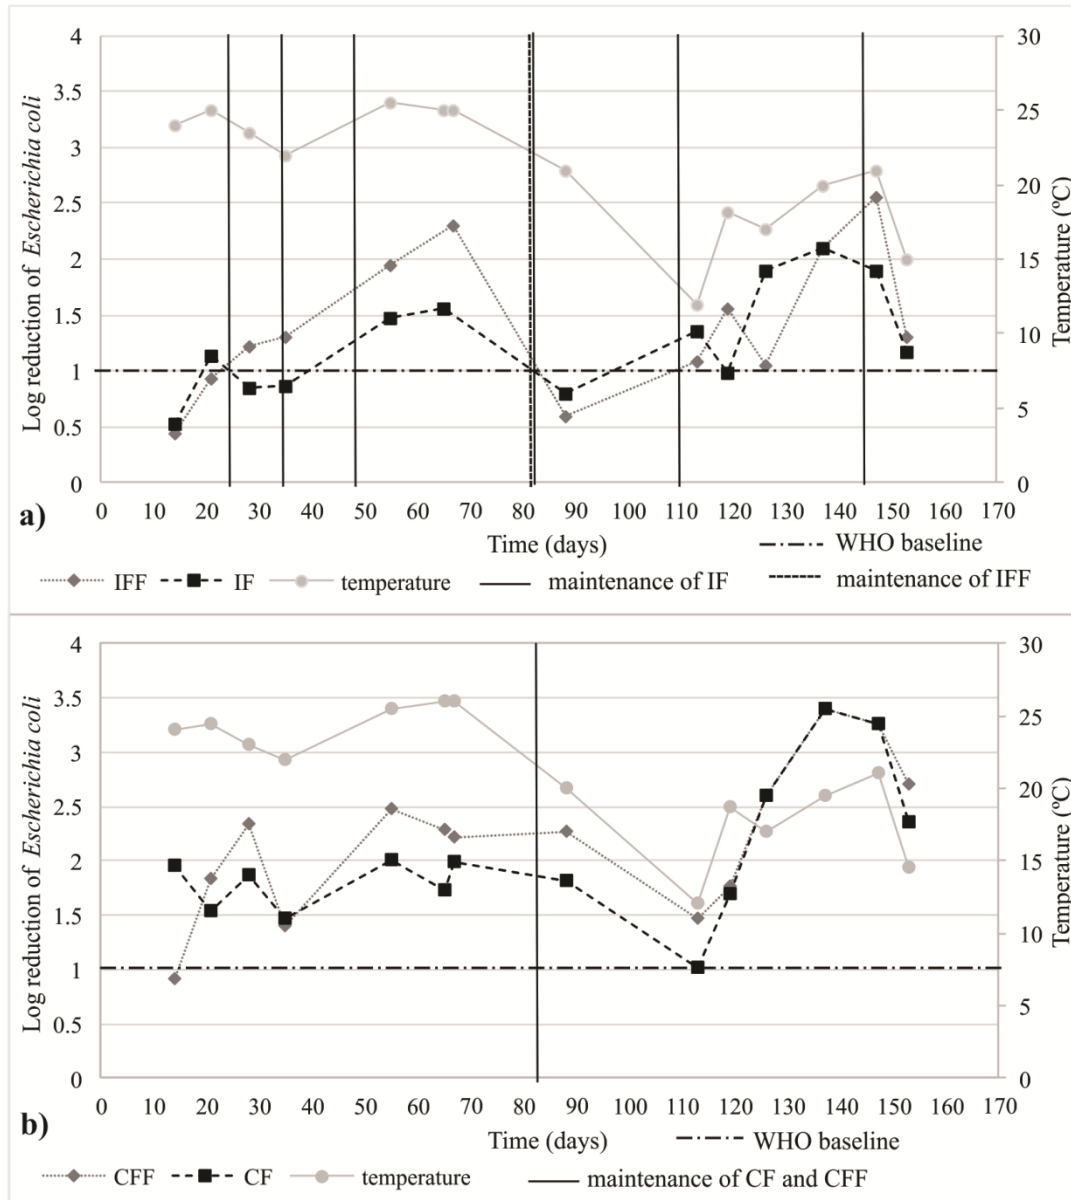 Log reduction of Escherichia coli
4
3.5
3
2.5
2
1.5
1
0.5
0
30
25
20
15
10
5
0
Temperature (ºC)
a)
0 10 20 30 40 50 60 70 80 90 100 110 120 130 140 150 160 170
Time (days)
WHO baseline
IFF IF temperature maintenance of IF maintenance of IFF
Log reduction of Escherichia coli
4
3.5
3
2.5
2
1.5
1
0.5
0
30
25
20
15
10
5
0
Temperature (ºC)
b)
0 10 20 30 40 50 60 70 80 90 100 110 120 130 140 150 160 170
Time (days)
WHO baseline
CFF CF temperature maintenance of CF and CFF